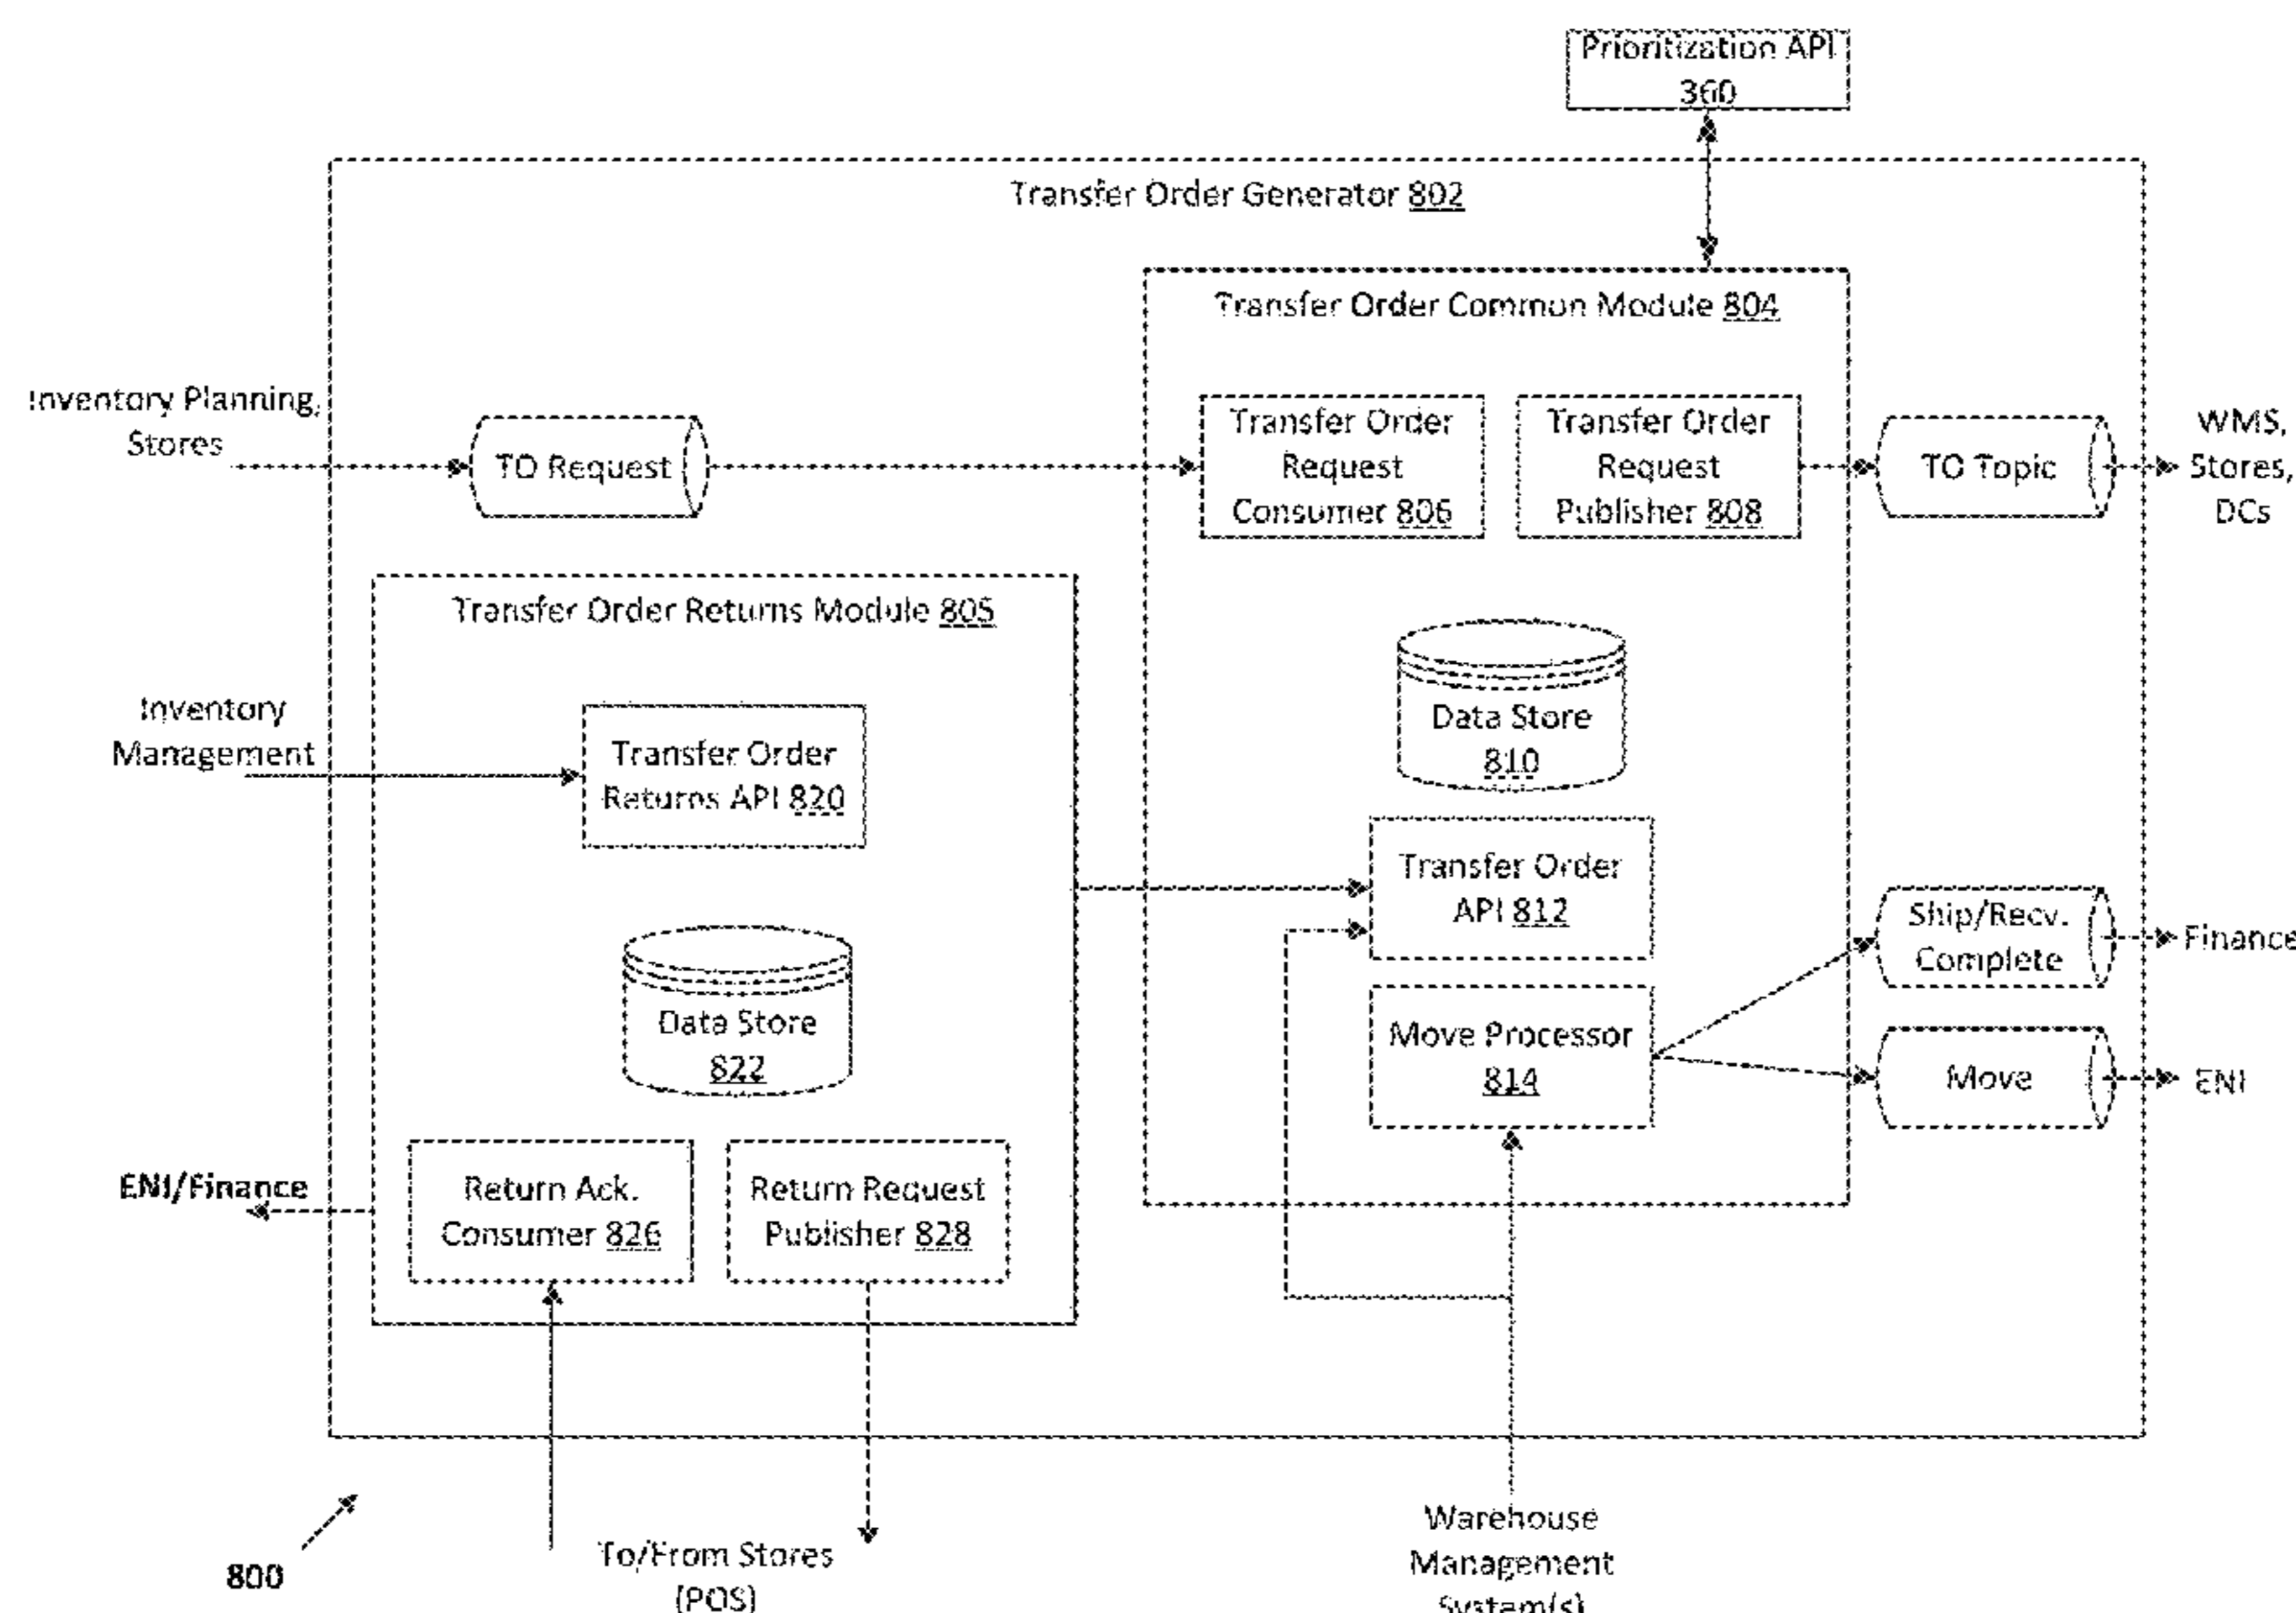 Prioritization API
360
Transfer Order Generator 802
Transfer Order Common Module 804
Inventory Planning,
Stores
TO Request
Transfer Order
Request
Consumer 806
Transfer Order
Request
Publisher 808
TO Topic
WMS,
Stores,
DCs
Transfer Order Returns Module 805
Inventory
Management
Transfer Order
Returns API 820
Data Store
810
Transfer Order
API 812
Ship/Recv.
Complete
Finance
Data Store
822
Move Processor
814
Move
ENI
ENI/Finance
Return Ack.
Consumer 826
Return Request
Publisher 828
800
To/From Stores
(POS)
Warehouse
Management
System(s)